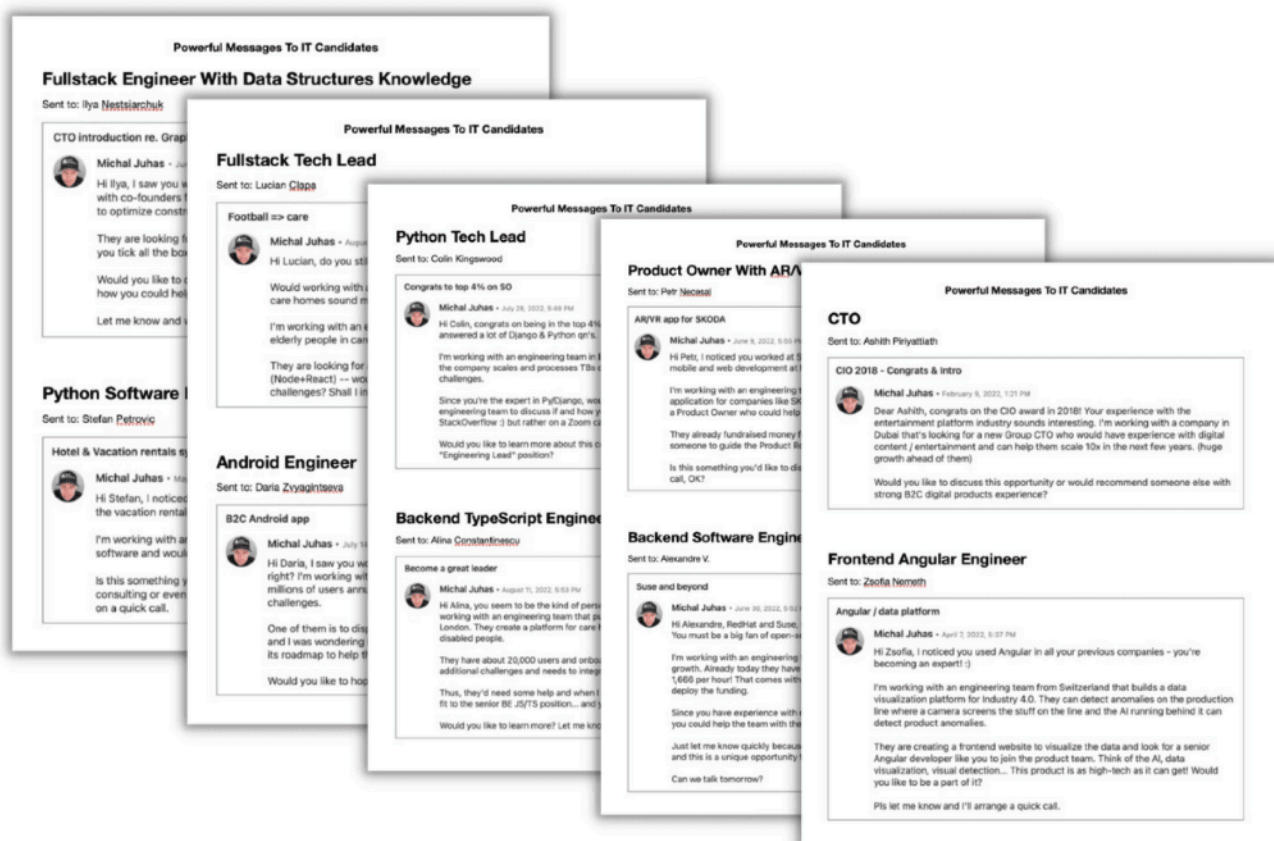 Powerful Messages To IT Candidates
Fullstack Engineer With Data Structures Knowledge
Sent to: Ilya Nestsiarchuk
CTO introduction re. Grap
Michal Juhas • Ju
Hi Ilya, I saw you w
with co-founders f
to optimize constr
They are looking f
you tick all the box
Would you like to
how you could hel
Let me know and
Python Software
Sent to: Stefan Petrovic
Hotel & Vacation rentals sy
Michal Juhas • Ma
Hi Stefan, I noticed
the vacation rental
I'm working with an
software and would
Is this something y
consulting or even
on a quick call.
Powerful Messages To IT Candidates
Fullstack Tech Lead
Sent to: Lucian Clapa
Football => care
Michal Juhas • Augu
Hi Lucian, do you sti
Would working with
care homes sound m
I'm working with an e
elderly people in car
They are looking for
(Node+React) -- wo
challenges? Shall I in
Android Engineer
Sent to: Daria Zvyagintseva
B2C Android app
Michal Juhas • July
Hi Daria, I saw you wo
right? I'm working wit
millions of users annu
challenges.
One of them is to disp
and I was wondering
its roadmap to help th
Would you like to hop
Powerful Messages To IT Candidates
Python Tech Lead
Sent to: Colin Kingswood
Congrats to top 4% on SO
Michal Juhas • July 28, 2022, 5:48 PM
Hi Colin, congrats on being in the top 4%
answered a lot of Django & Python qn's.
I'm working with an engineering team in
the company scales and processes TBs
challenges.
Since you're the expert in Py/Django, wou
engineering team to discuss if and how y
StackOverflow :) but rather on a Zoom ca
Would you like to learn more about this c
"Engineering Lead" position?
Backend TypeScript Enginee
Sent to: Alina Constantinescu
Become a great leader
Michal Juhas • August 11, 2022, 5:53 PM
Hi Alina, you seem to be the kind of pers
working with an engineering team that pu
London. They create a platform for care h
disabled people.
They have about 20,000 users and onbo
additional challenges and needs to integr
Thus, they'd need some help and when I
fit to the senior BE JS/TS position... and y
Would you like to learn more? Let me kno
Powerful Messages To IT Candidates
Product Owner With AR/V
Sent to: Petr Necesal
AR/VR app for SKODA
Michal Juhas • June 9, 2022, 5:00 P
Hi Petr, I noticed you worked at S
mobile and web development at
I'm working with an engineering
application for companies like SK
a Product Owner who could help
They already fundraised money f
someone to guide the Product R
Is this something you'd like to dis
call, OK?
Backend Software Engine
Sent to: Alexandre V.
Suse and beyond
Michal Juhas • June 30, 2022, 5:02
Hi Alexandre, RedHat and Suse,
You must be a big fan of open-s
I'm working with an engineering
growth. Already today they have
1,666 per hour! That comes with
deploy the funding.
Since you have experience with
you could help the team with the
Just let me know quickly becaus
and this is a unique opportunity
Can we talk tomorrow?
Powerful Messages To IT Candidates
CTO
Sent to: Ashith Piriyattiath
CIO 2018 - Congrats & Intro
Michal Juhas • February 9, 2022, 1:21 PM
Dear Ashith, congrats on the CIO award in 2018! Your experience with the
entertainment platform industry sounds interesting. I'm working with a company in
Dubai that's looking for a new Group CTO who would have experience with digital
content / entertainment and can help them scale 10x in the next few years. (huge
growth ahead of them)
Would you like to discuss this opportunity or would recommend someone else with
strong B2C digital products experience?
Frontend Angular Engineer
Sent to: Zsofia Nemeth
Angular / data platform
Michal Juhas • April 7, 2022, 5:37 PM
Hi Zsofia, I noticed you used Angular in all your previous companies – you're
becoming an expert! :)
I'm working with an engineering team from Switzerland that builds a data
visualization platform for Industry 4.0. They can detect anomalies on the production
line where a camera screens the stuff on the line and the AI running behind it can
detect product anomalies.
They are creating a frontend website to visualize the data and look for a senior
Angular developer like you to join the product team. Think of the AI, data
visualization, visual detection... This product is as high-tech as it can get! Would
you like to be a part of it?
Pls let me know and I'll arrange a quick call.